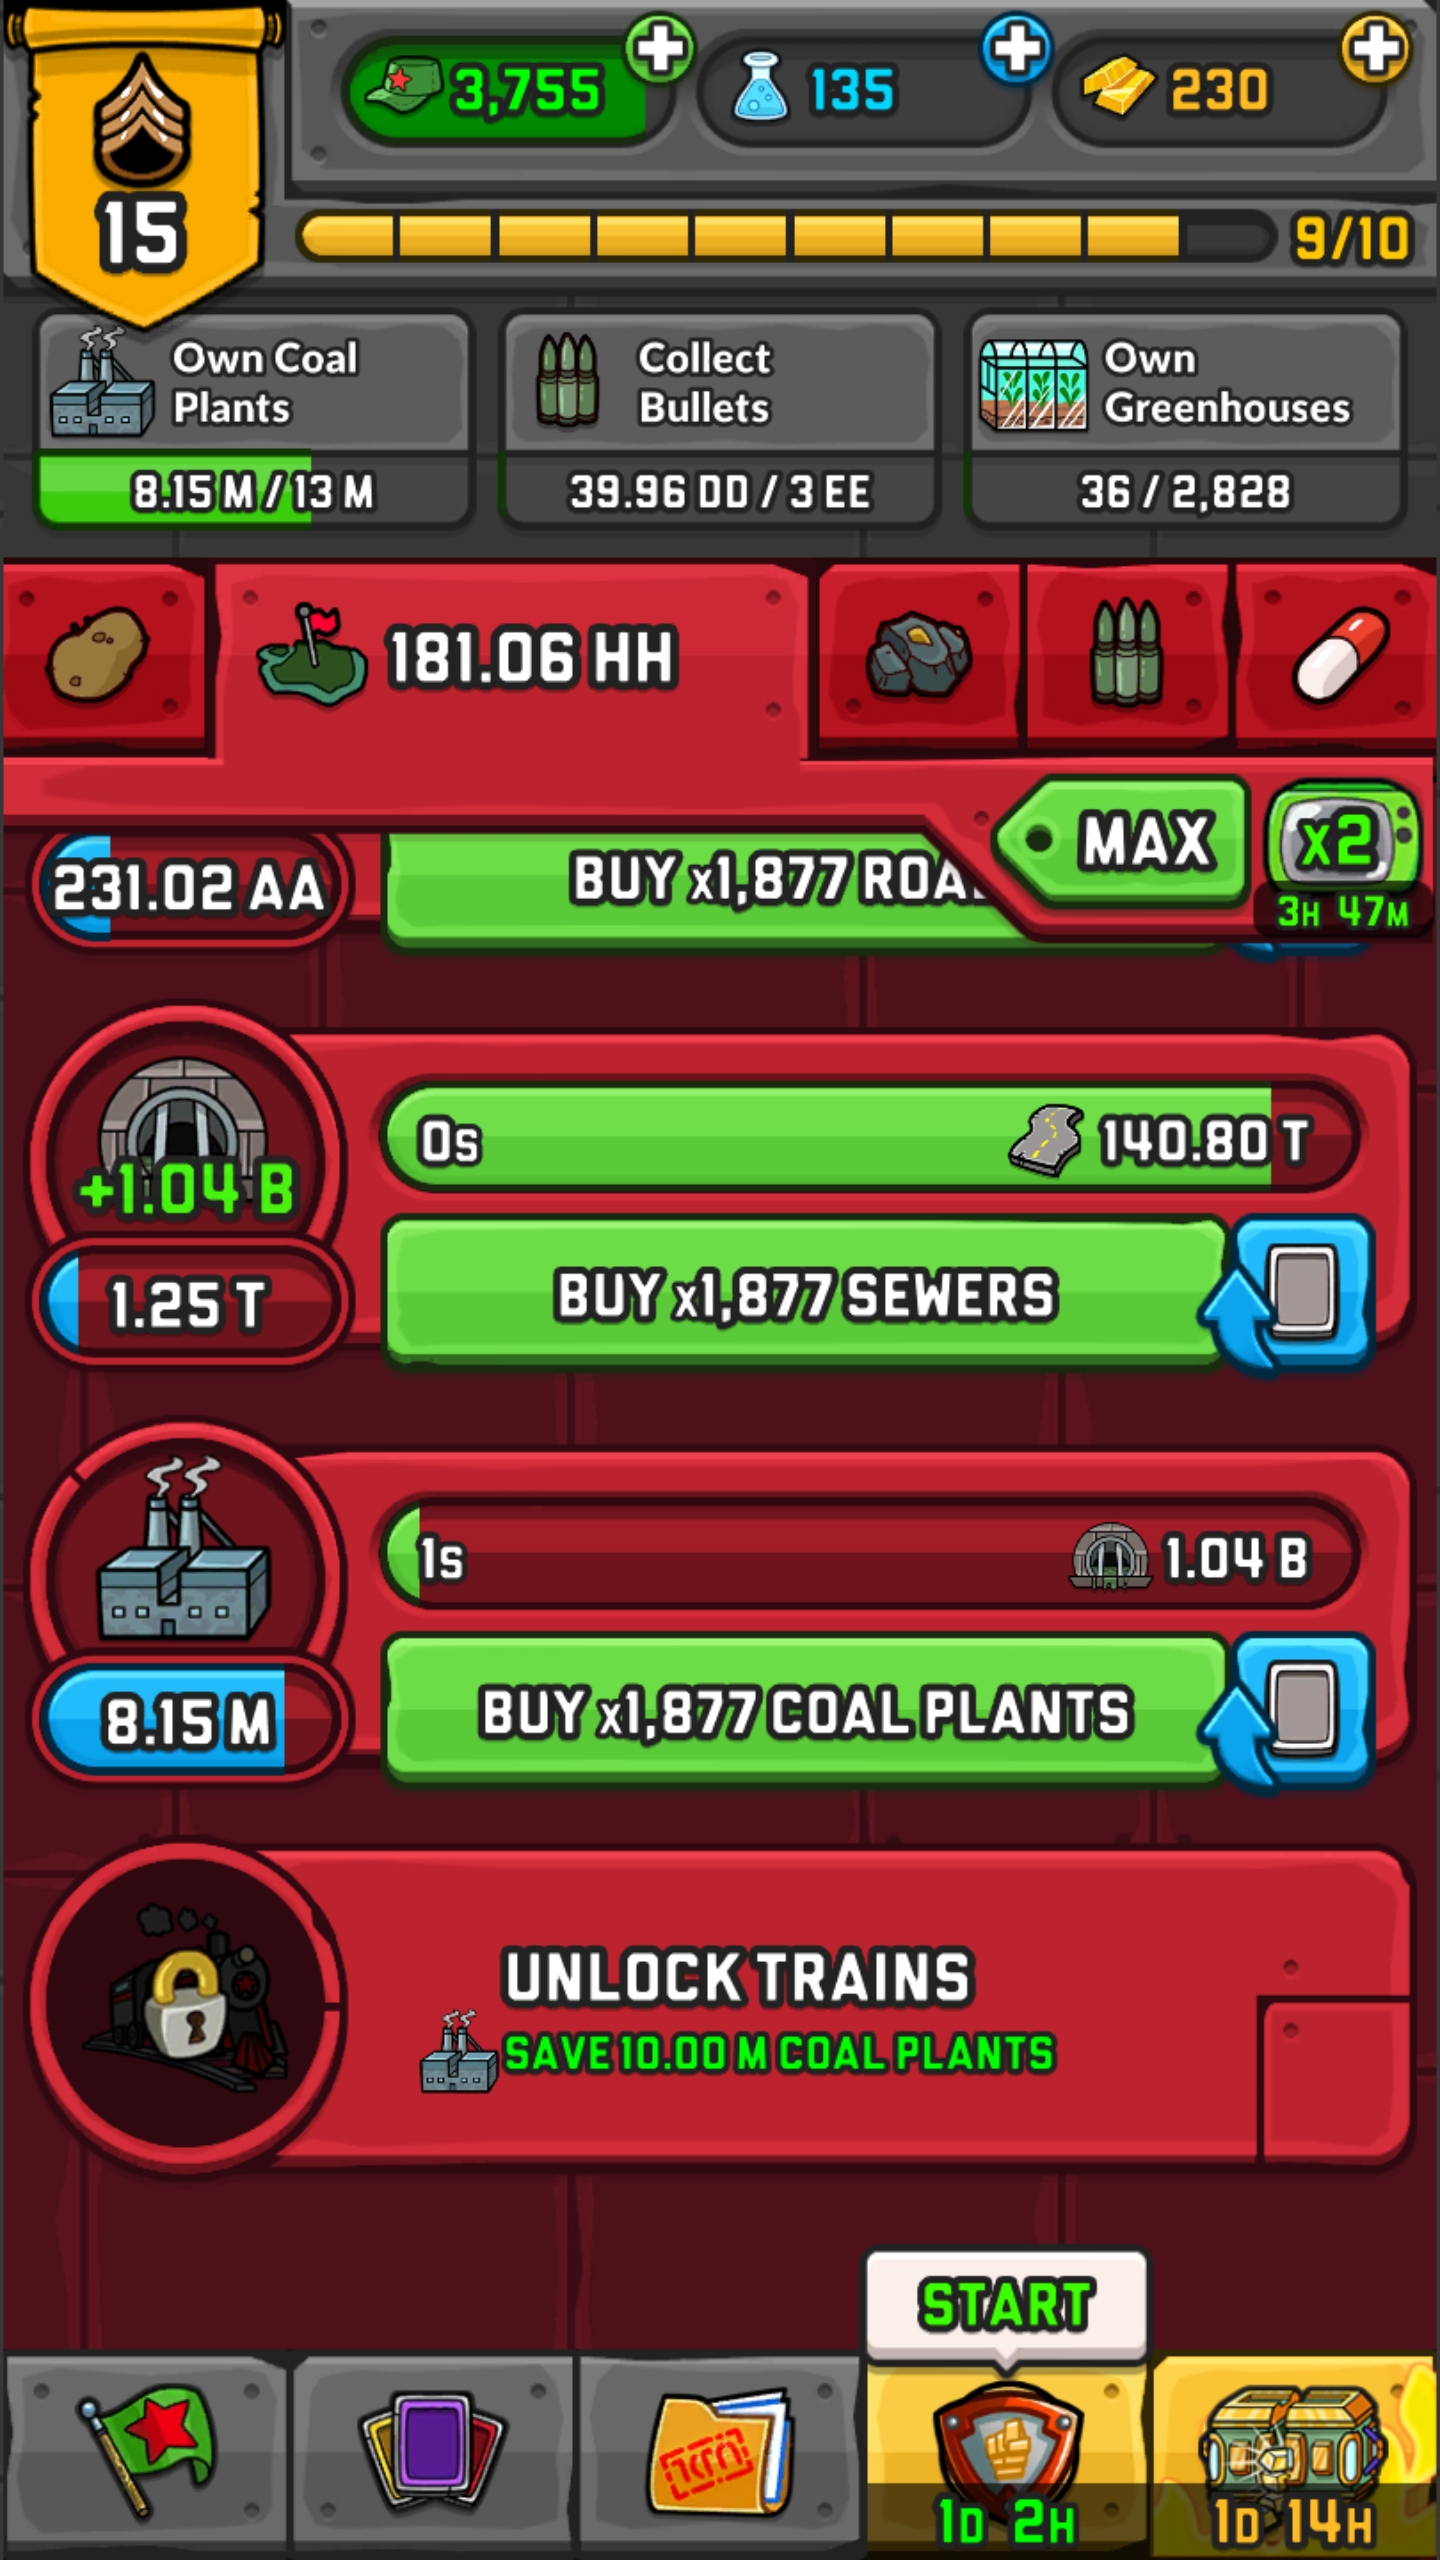 3,755
135
230
15
9/10
Own Coal
Plants
8.15 M / 13 M
Collect
Bullets
39.96 DD / 3 EE
Own
Greenhouses
36 / 2,828
181.06 HH
MAX
x2
3H 47M
231.02 AA
BUY x1,877
0s
140.80 T
+1.04 B
1.25 T
BUY x1,877 SEWERS
1s
1.04 B
8.15 M
BUY x1,877 COAL PLANTS
UNLOCK TRAINS
SAVE 10.00 M COAL PLANTS
START
1D 2H
1D 14H